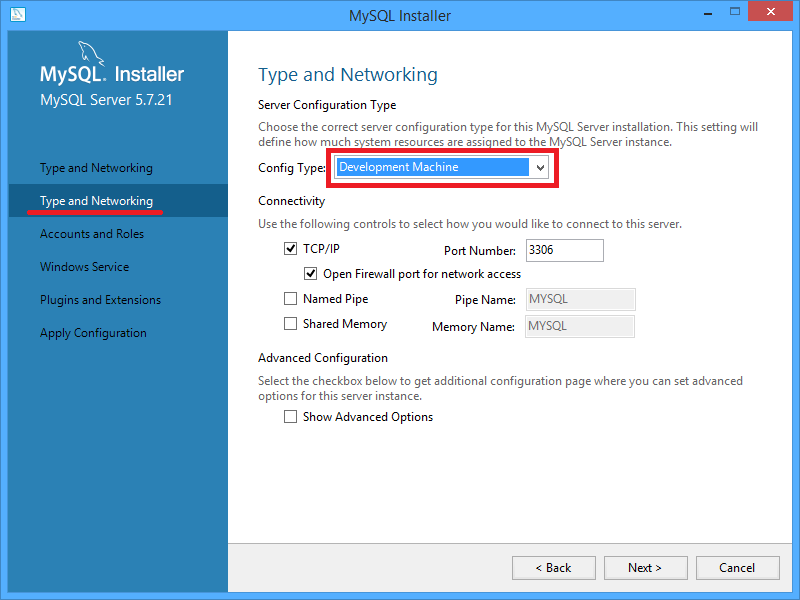 MySQL Installer
MySQL. Installer
MySQL Server 5.7.21
Type and Networking
Type and Networking
Accounts and Roles
Windows Service
Plugins and Extensions
Apply Configuration
Type and Networking
Server Configuration Type
Choose the correct server configuration type for this MySQL Server installation. This setting will
define how much system resources are assigned to the MySQL Server instance.
Config Type: Development Machine
Connectivity
Use the following controls to select how you would like to connect to this server.
TCP/IP Port Number: 3306
Open Firewall port for network access
Named Pipe Pipe Name: MYSQL
Shared Memory Memory Name: MYSQL
Advanced Configuration
Select the checkbox below to get additional configuration page where you can set advanced
options for this server instance.
Show Advanced Options
< Back Next > Cancel